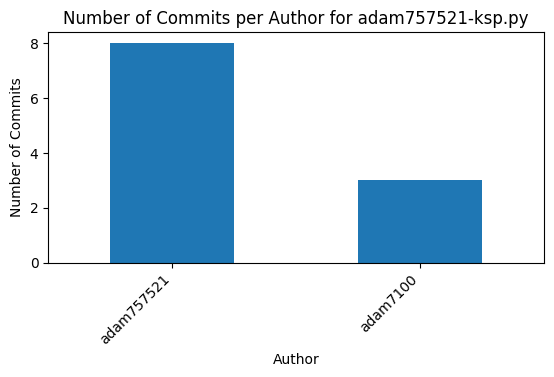 Number of Commits per Author for adam757521-ksp.py
Number of Commits
8
6
4
2
0
adam757521
adam7100
Author